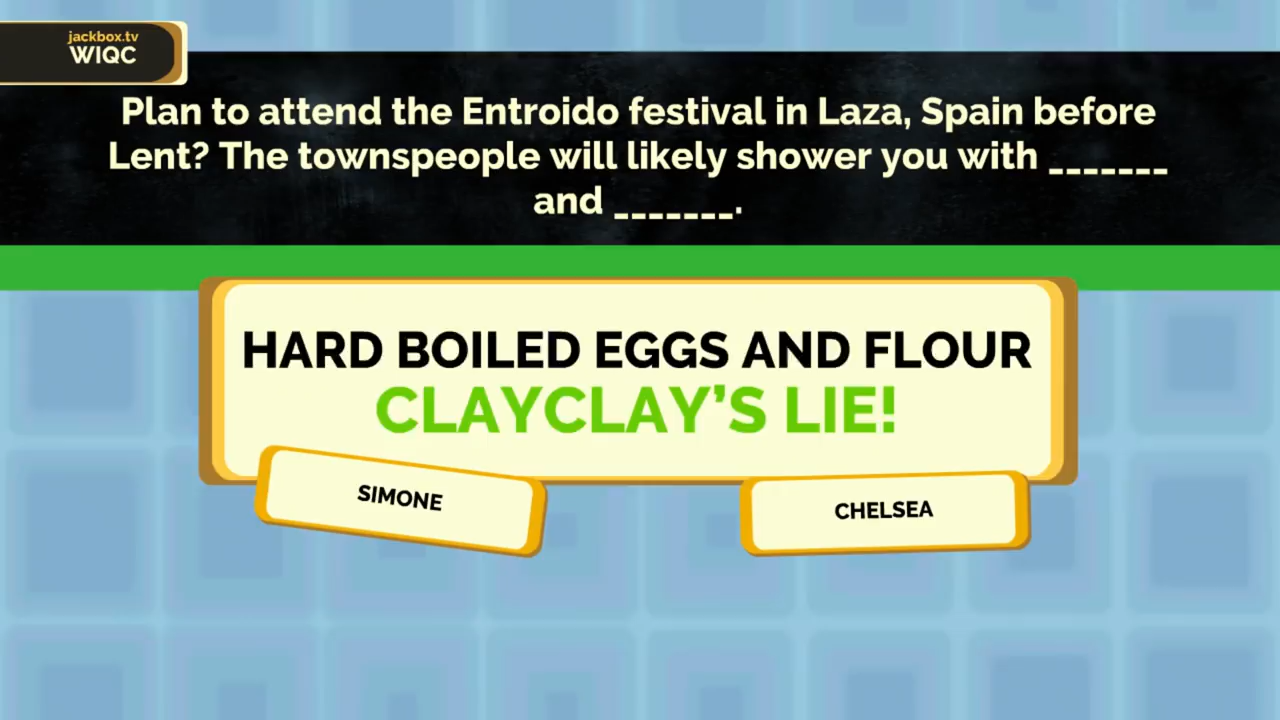 jackbox.tv
WIQC
Plan to attend the Entroido festival in Laza, Spain before
Lent? The townspeople will likely shower you with _______
and _______.
HARD BOILED EGGS AND FLOUR
CLAYCLAY'S LIE!
SIMONE
CHELSEA